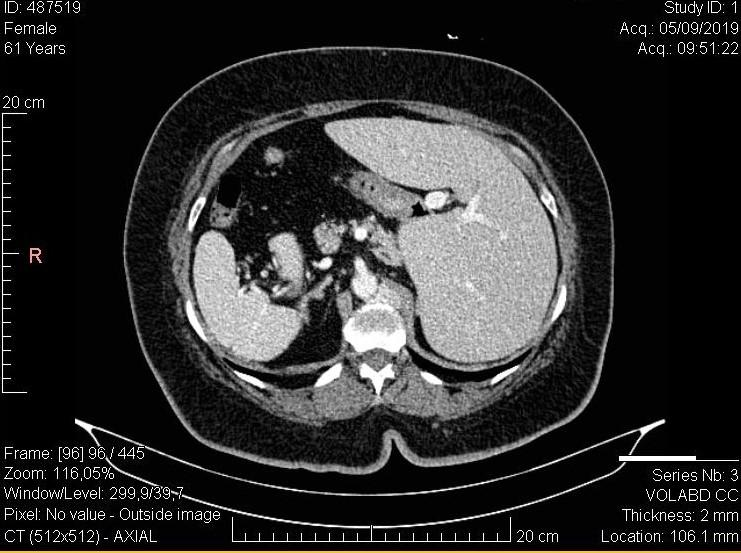 ID: 487519
Female
61 Years
Study ID: 1
Acq.: 05/09/2019
Acq.: 09:51:22
20 cm
R
Frame: [96] 96 / 445
Zoom: 116,05%
Window/Level: 299,9/39,7
Pixel: No value - Outside image
CT (512x512) - AXIAL
20 cm
Series Nb: 3
VOLABD CC
Thickness: 2 mm
Location: 106.1 mm